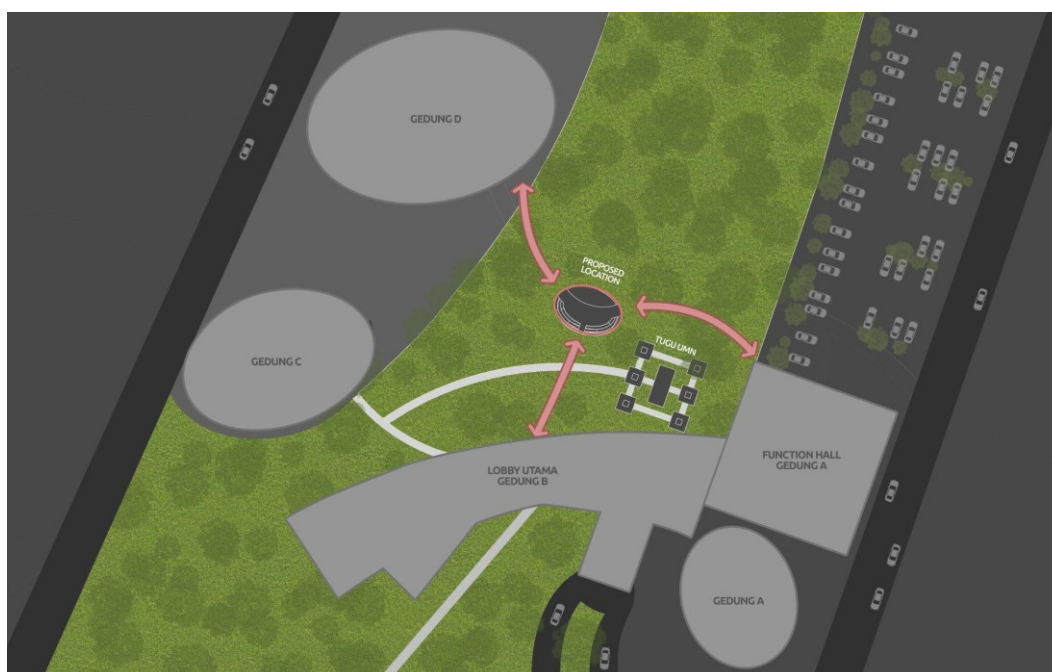 GEDUNG D
PROPOSED
LOCATION
TUGU UMN
GEDUNG C
LOBBY UTAMA
GEDUNG B
FUNCTION HALL
GEDUNG A
GEDUNG A